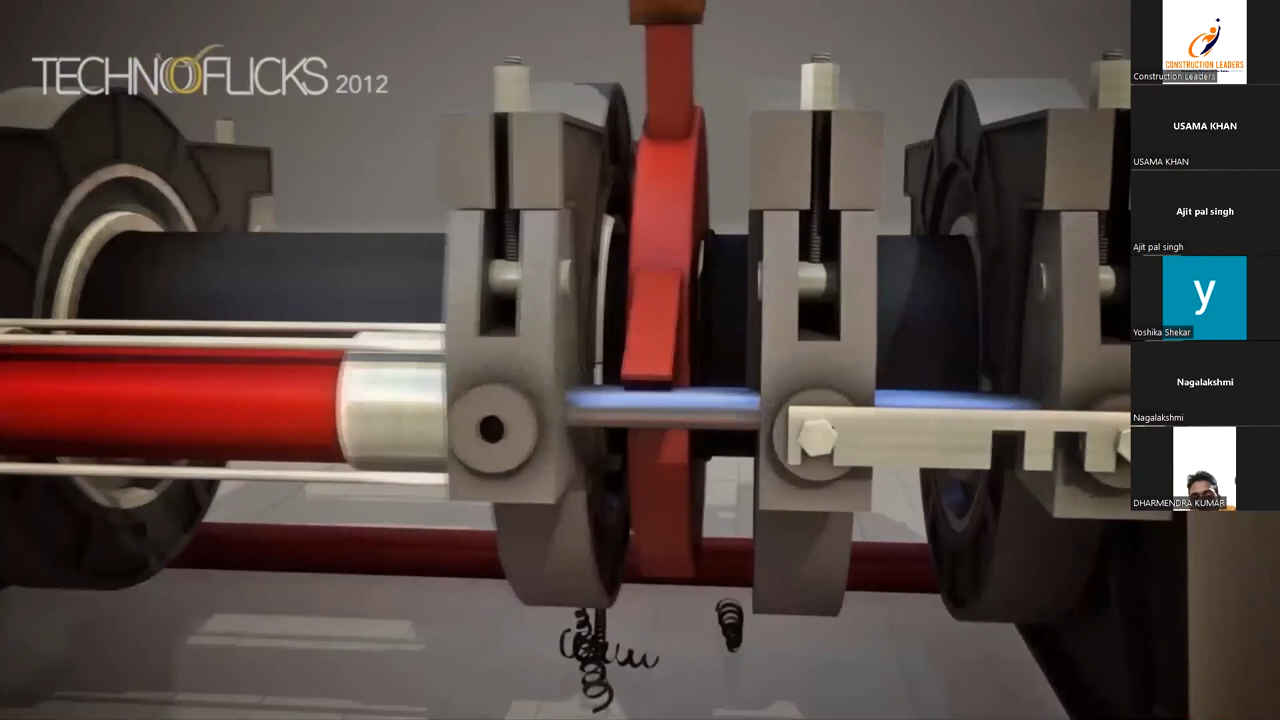 TECHNOFLICKS 2012
CONSTRUCTION LEADERS
Construction Leaders
USAMA KHAN
USAMA KHAN
Ajit pal singh
Ajit pal singh
y
Yoshika Shekar
Nagalakshmi
Nagalakshmi
DHARMENDRA KUMAR